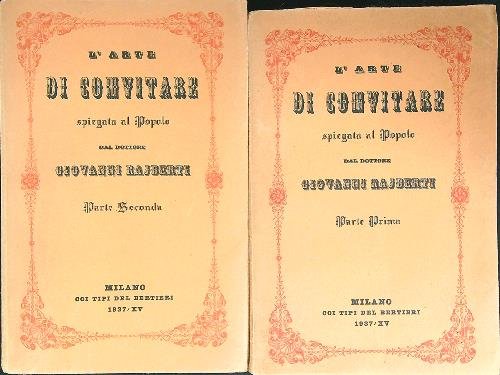 L'ARTE
DI CONVITARE
spiegata al Popolo
DAL DOTTORE
GIOVANNI RAJBERTI
Parte Seconda
MILANO
COI TIPI DEL BERTIERI
1937/XV
L'ARTE
DI CONVITARE
spiegata al Popolo
DAL DOTTORE
GIOVANNI RAJBERTI
Parte Prima
MILANO
COI TIPI DEL BERTIERI
1937/XV